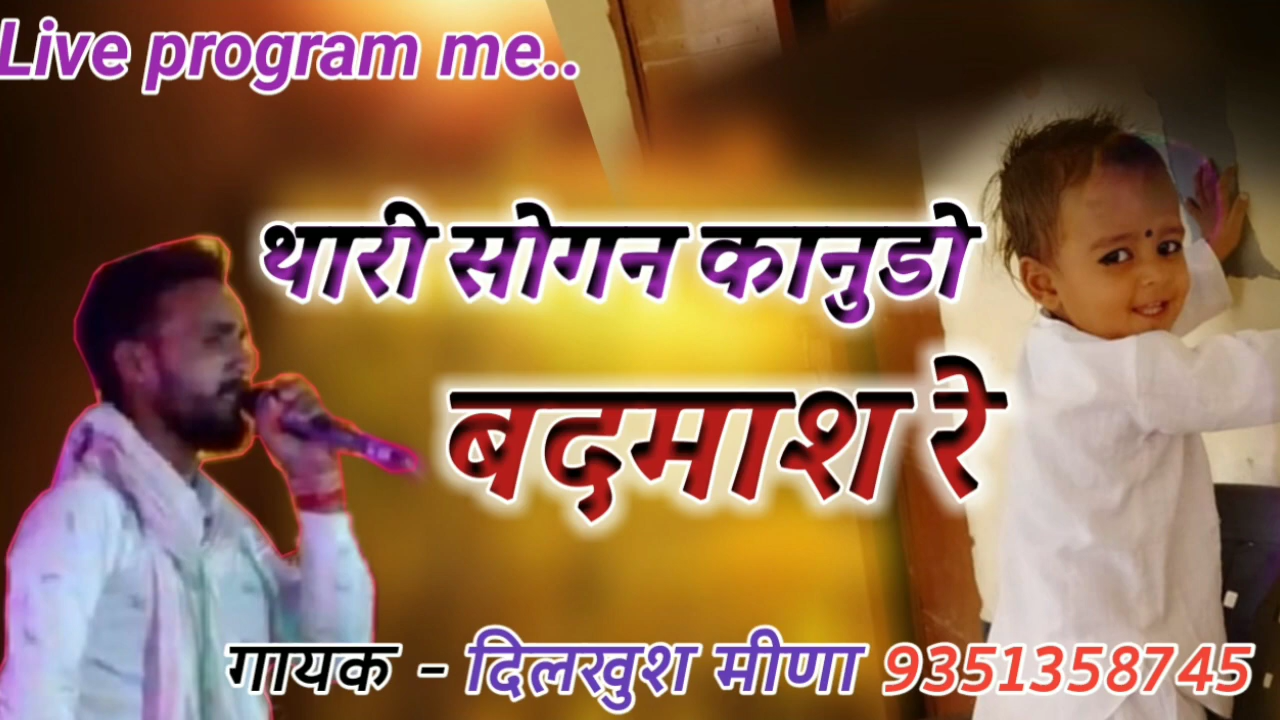 Live program me..
थारी सोगन कानुडो
बदमाश रे
गायक - दिलखुश मीणा 9351358745